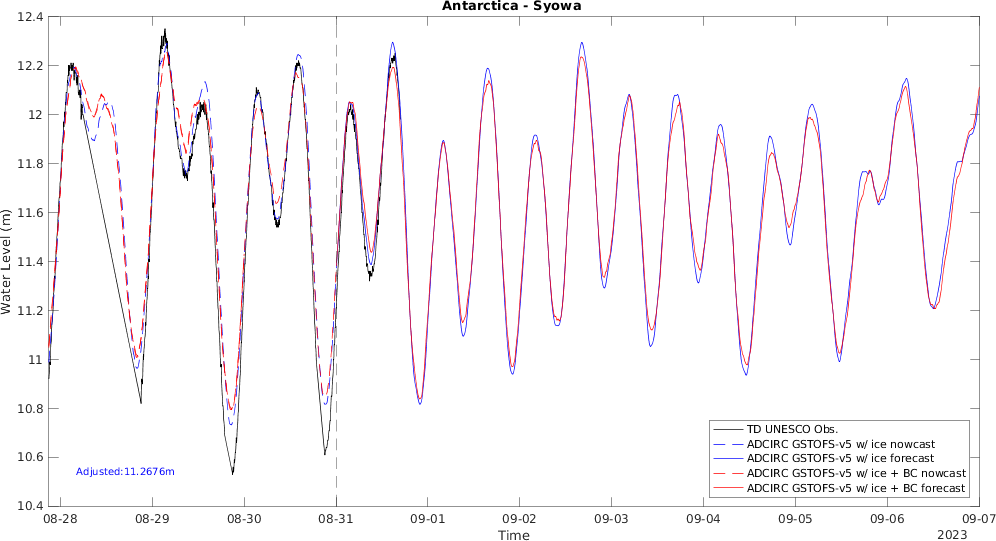 Antarctica - Syowa
12.4
12.2
12
11.8
11.6
11.4
11.2
11
10.8
10.6
10.4
Water Level (m)
TD UNESCO Obs.
ADCIRC GSTOFS-v5 w/ ice nowcast
ADCIRC GSTOFS-v5 w/ ice forecast
ADCIRC GSTOFS-v5 w/ ice + BC nowcast
ADCIRC GSTOFS-v5 w/ ice + BC forecast
Adjusted:11.2676m
08-28 08-29 08-30 08-31 09-01 09-02 09-03 09-04 09-05 09-06 09-07
Time
2023